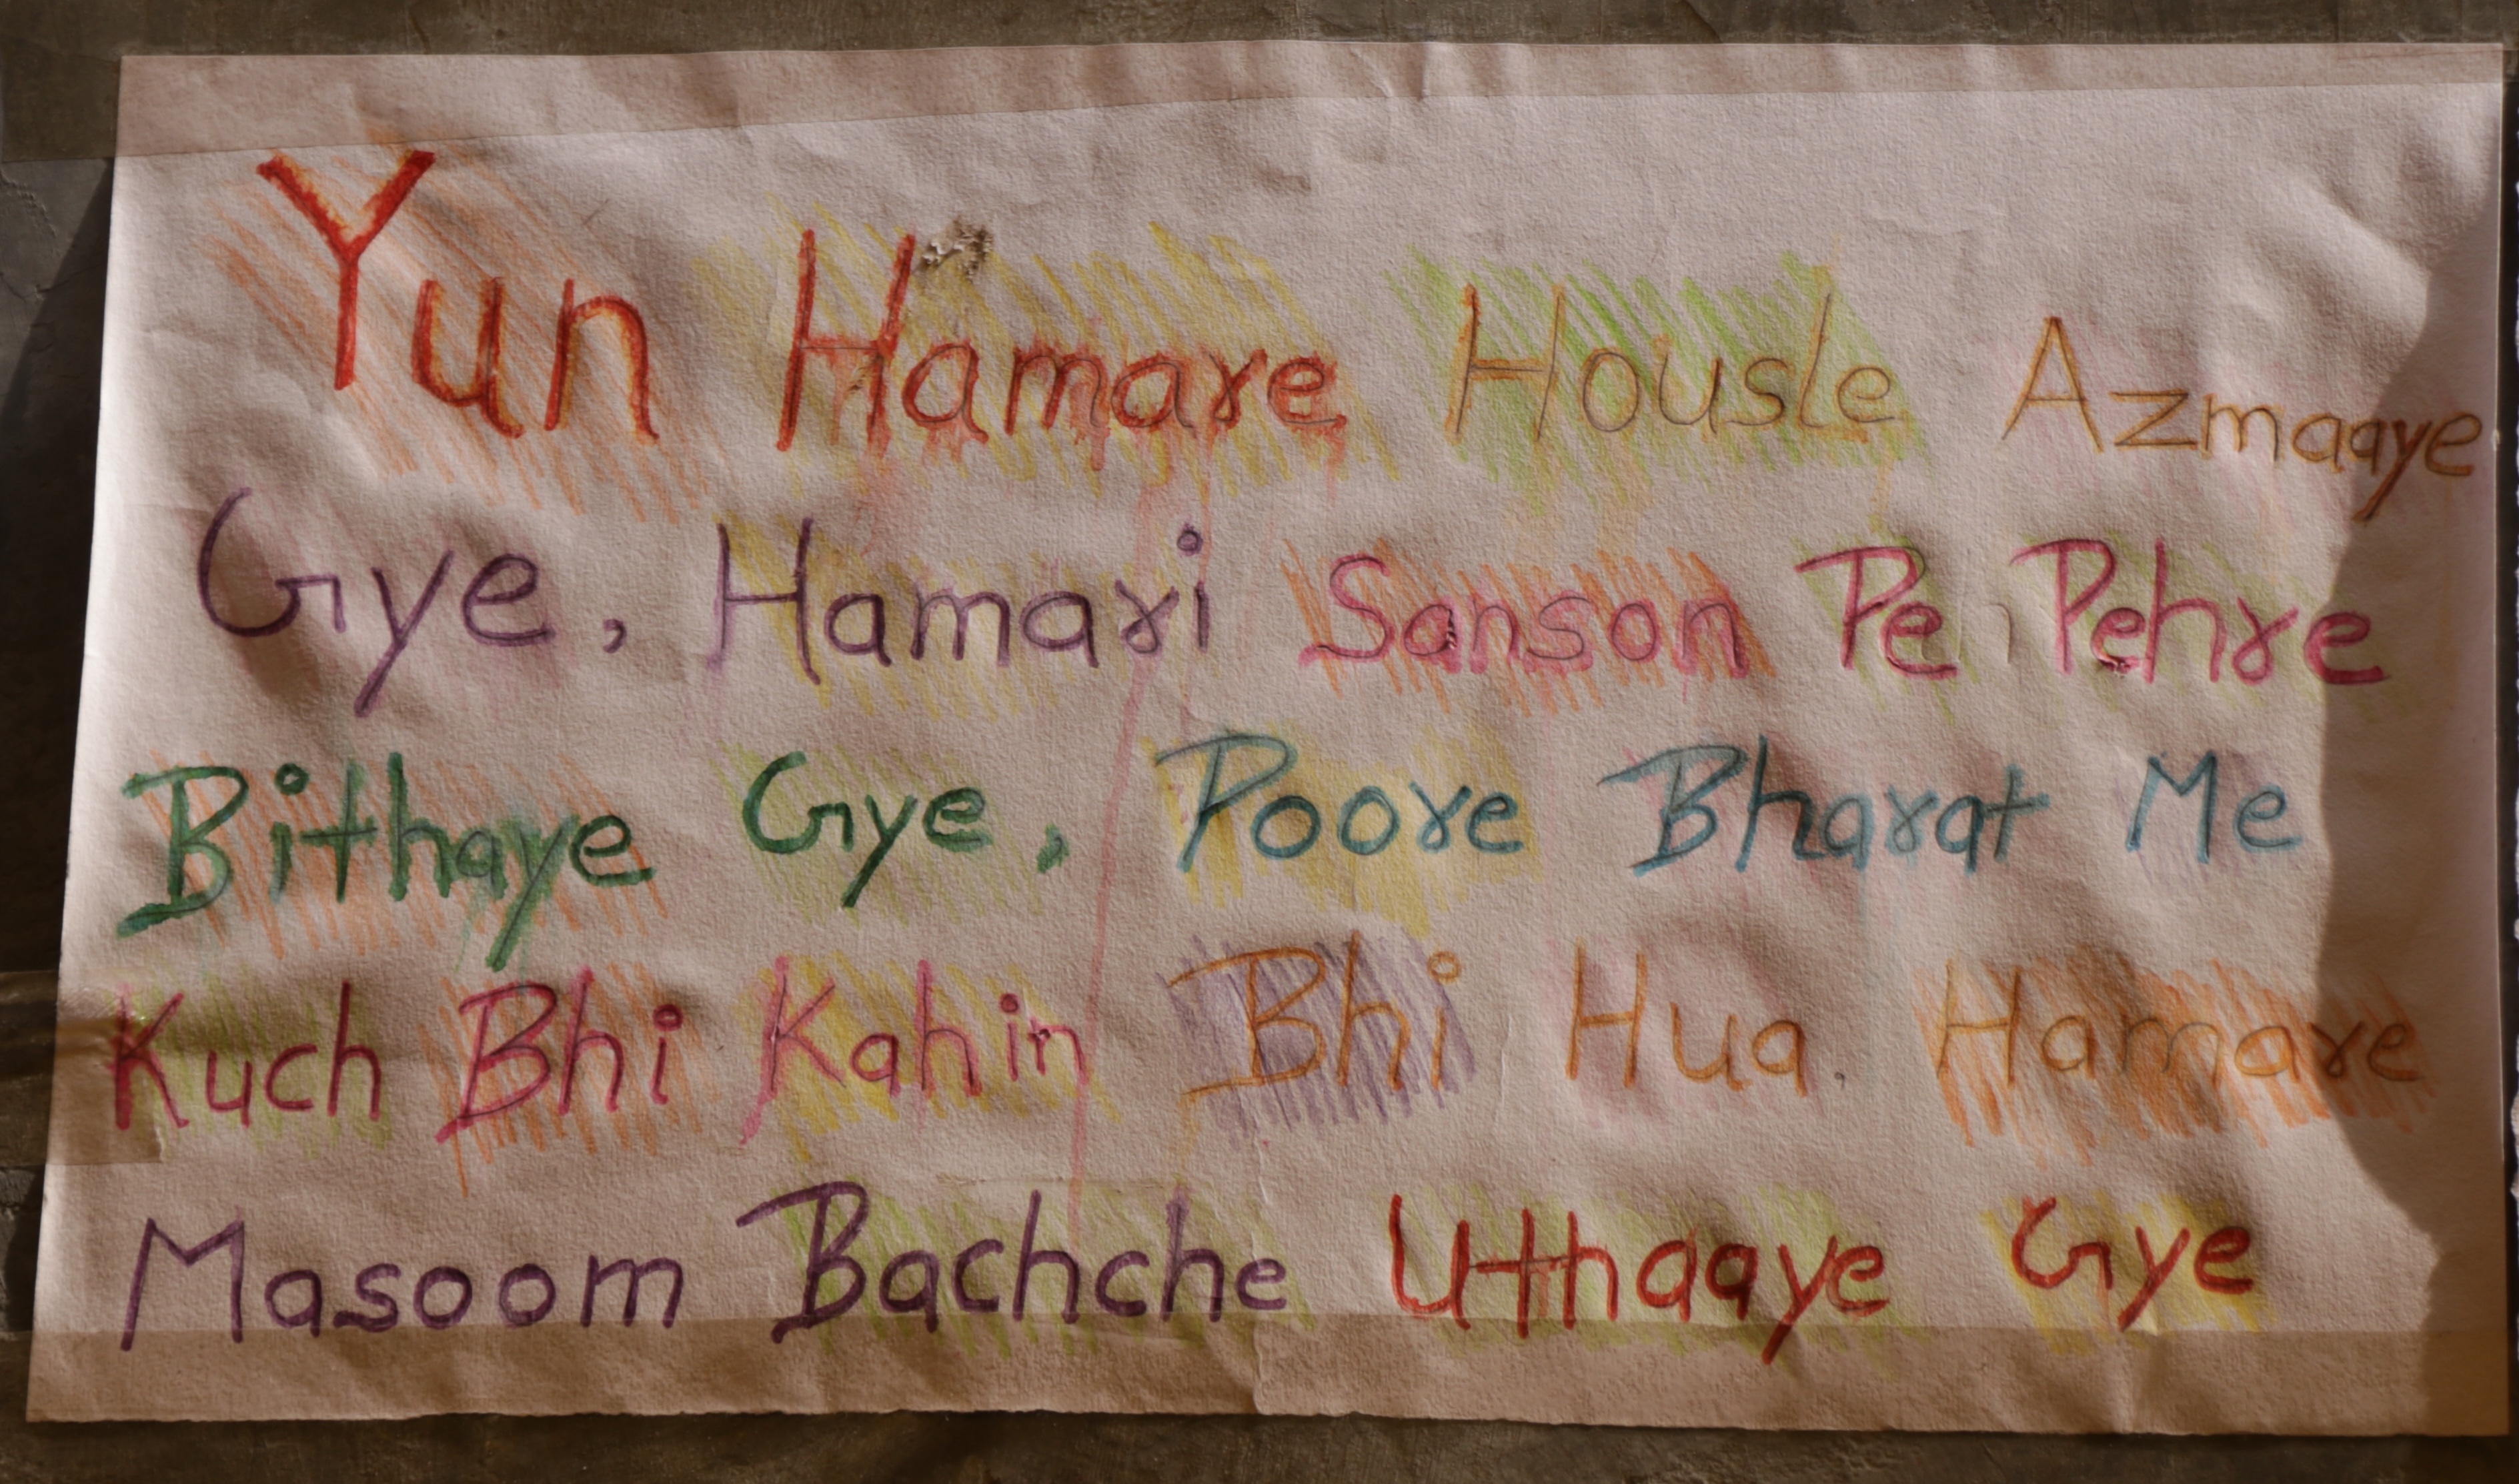 Yun Hamare Housle Azmaaye
Gye, Hamari Sanson Pe Pehre
Bithaye Gye, Poore Bharat Me
Kuch Bhi Kahin Bhi Hua, Hamare
Masoom Bachche Uthaaye Gye